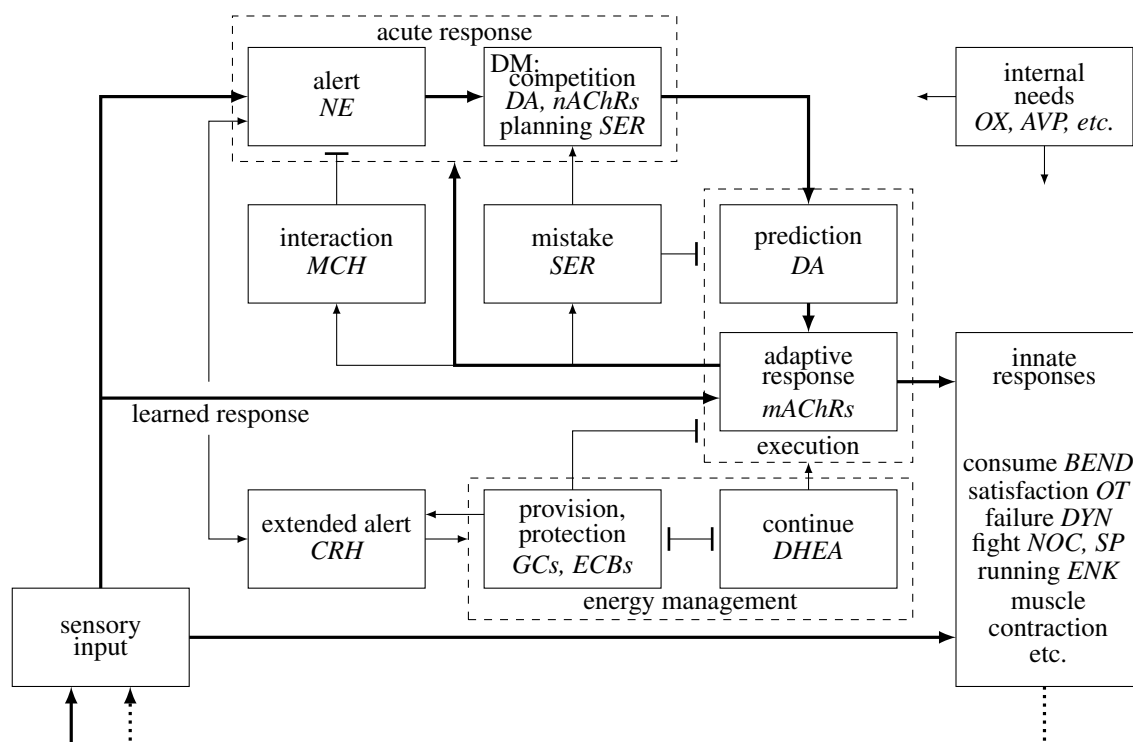 acute response
alert
NE
DM:
competition
DA, nAChRs
planning SER
internal
needs
OX, AVP, etc.
interaction
MCH
mistake
SER
prediction
DA
adaptive
response
mAChRs
execution
innate
responses
consume BEND
satisfaction OT
failure DYN
fight NOC, SP
running ENK
muscle
contraction
etc.
learned response
extended alert
CRH
provision,
protection
GCs, ECBs
continue
DHEA
energy management
sensory
input